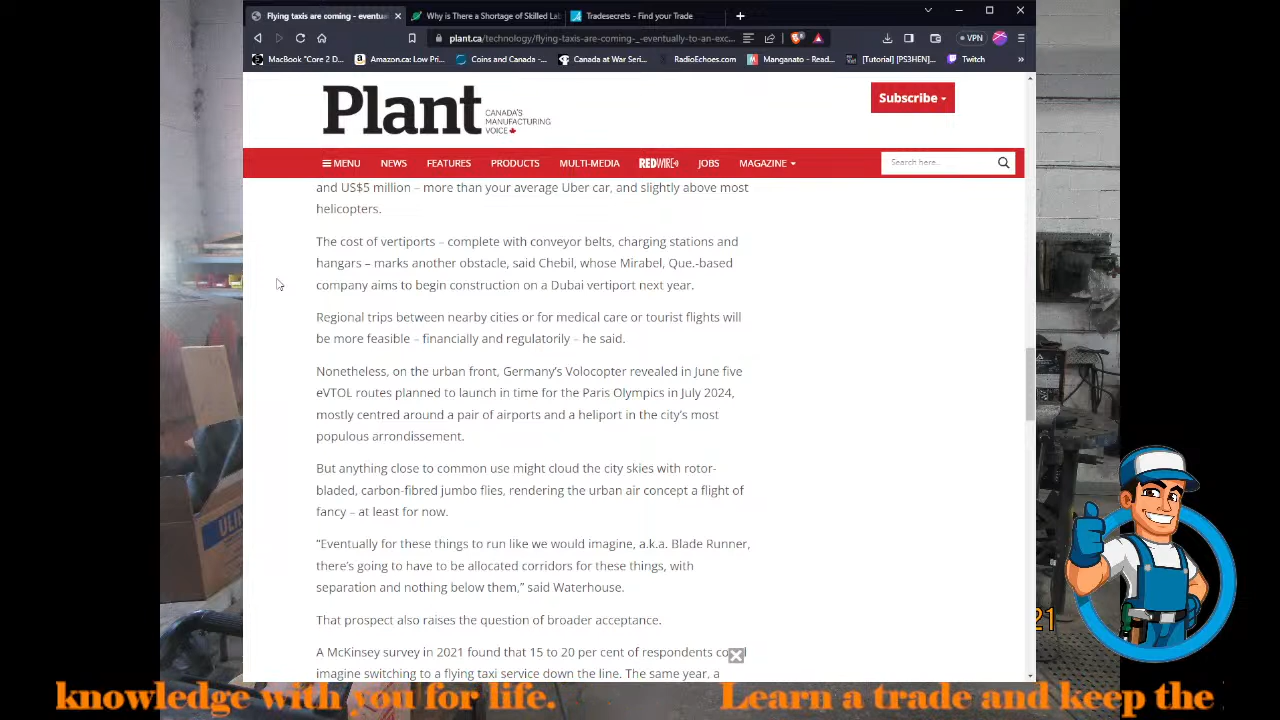 Flying taxis are coming - eventu
Why is There a Shortage of Skilled Lab
Tradesecrets - Find your Trade
plant.ca/technology/flying-taxis-are-coming-_-eventually-to-an-exc...
VPN
MacBook "Core 2 D...
Amazon.ca: Low Pri...
Coins and Canada -...
Canada at War Seri...
RadioEchoes.com
Manganato - Read...
[Tutorial] [PS3HEN]...
Twitch
Plant
CANADA'S
MANUFACTURING
VOICE
Subscribe
MENU NEWS FEATURES PRODUCTS MULTI-MEDIA REDWIRE JOBS MAGAZINE
Search here..
and US$5 million – more than your average Uber car, and slightly above most
helicopters.
The cost of vertiports – complete with conveyor belts, charging stations and
hangars – marks another obstacle, said Chebil, whose Mirabel, Que.-based
company aims to begin construction on a Dubai vertiport next year.
Regional trips between nearby cities or for medical care or tourist flights will
be more feasible – financially and regulatorily – he said.
Nonetheless, on the urban front, Germany's Volocopter revealed in June five
eVTOL routes planned to launch in time for the Paris Olympics in July 2024,
mostly centred around a pair of airports and a heliport in the city's most
populous arrondissement.
But anything close to common use might cloud the city skies with rotor-
bladed, carbon-fibred jumbo flies, rendering the urban air concept a flight of
fancy – at least for now.
“Eventually for these things to run like we would imagine, a.k.a. Blade Runner,
there's going to have to be allocated corridors for these things, with
separation and nothing below them,” said Waterhouse.
That prospect also raises the question of broader acceptance.
A McKinsey survey in 2021 found that 15 to 20 per cent of respondents
imagine switching to a flying taxi service down the line. The same year, a
21
knowledge with you for life.
Learn a trade and keep the